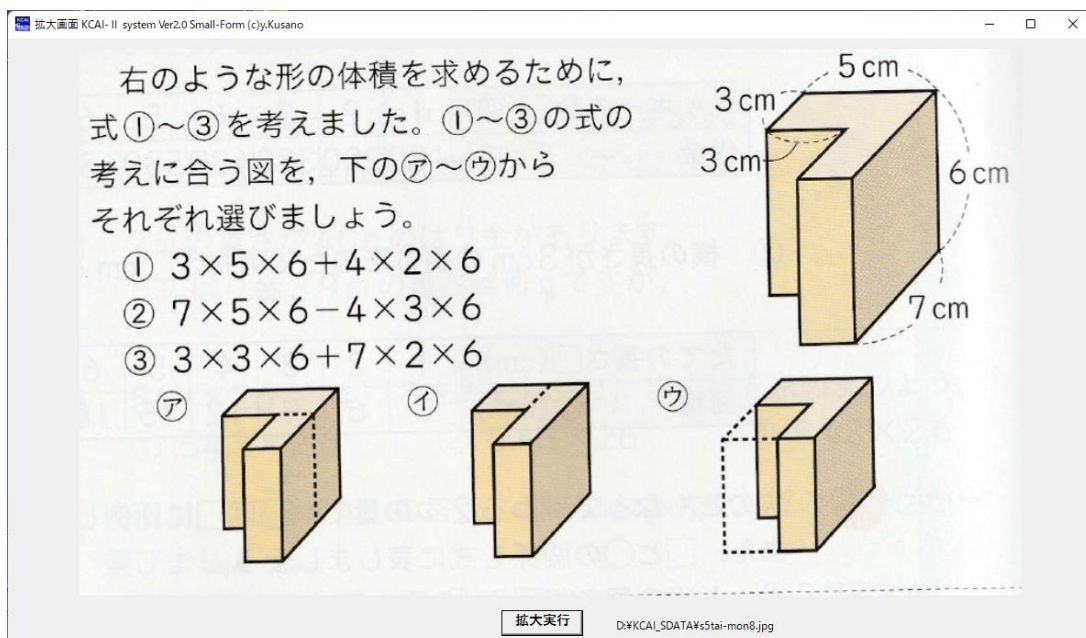 拡大画面 KCAI-Ⅱ system Ver2.0 Small-Form (c)y.Kusano
右のような形の体積を求めるために,
式①~③を考えました。①~③の式の
考えに合う図を, 下の㋐~㋒から
それぞれ選びましょう。
① 3×5×6+4×2×6
② 7×5×6-4×3×6
③ 3×3×6+7×2×6
5cm
3cm
3cm
6cm
7cm
㋐
㋑
㋒
拡大実行
D:¥KCAI_SDATA¥s5tai-mon8.jpg